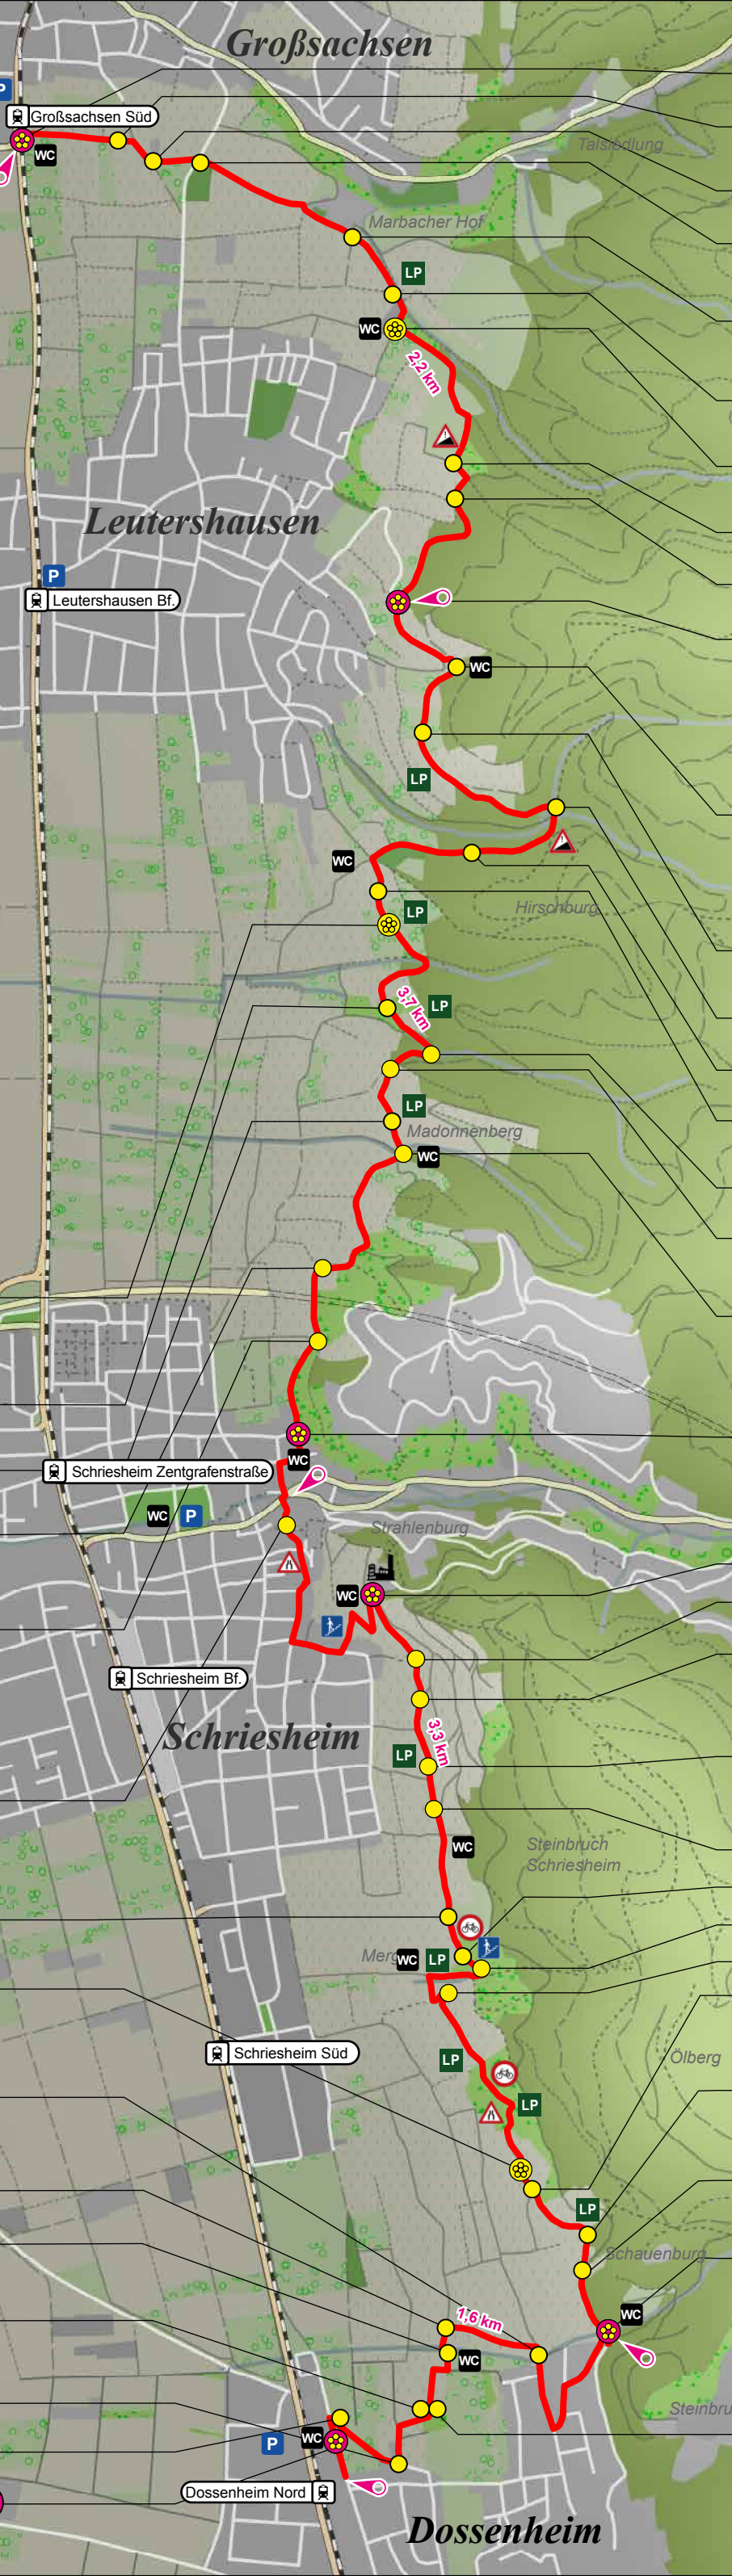 Großsachsen
P
Großsachsen Süd
WC
Talsiedlung
Marbacher Hof
LP
WC
2,2 km
Leutershausen
P
Leutershausen Bf.
WC
LP
WC
Hirschburg
LP
3,7 km
LP
LP
Madonnenberg
WC
WC
Schriesheim Zentgrafenstraße
WC
P
Strahlenburg
WC
Schriesheim Bf.
Schriesheim
3,3 km
LP
WC
Steinbruch
Schriesheim
Merg
WC
LP
Schriesheim Süd
LP
Ölberg
LP
LP
Schauenburg
WC
1,6 km
WC
Steinbru
WC
P
Dossenheim Nord
Dossenheim